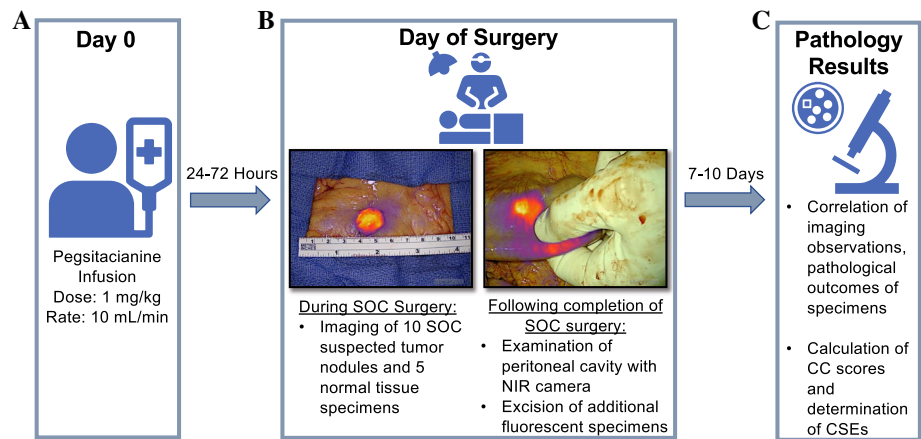 A
Day 0
Pegsitacianine
Infusion
Dose: 1 mg/kg
Rate: 10 mL/min
24-72 Hours
B
Day of Surgery
During SOC Surgery:
• Imaging of 10 SOC
suspected tumor
nodules and 5
normal tissue
specimens
Following completion of
SOC surgery:
• Examination of
peritoneal cavity with
NIR camera
• Excision of additional
fluorescent specimens
7-10 Days
C
Pathology
Results
• Correlation of
imaging
observations,
pathological
outcomes of
specimens
• Calculation of
CC scores
and
determination
of CSEs